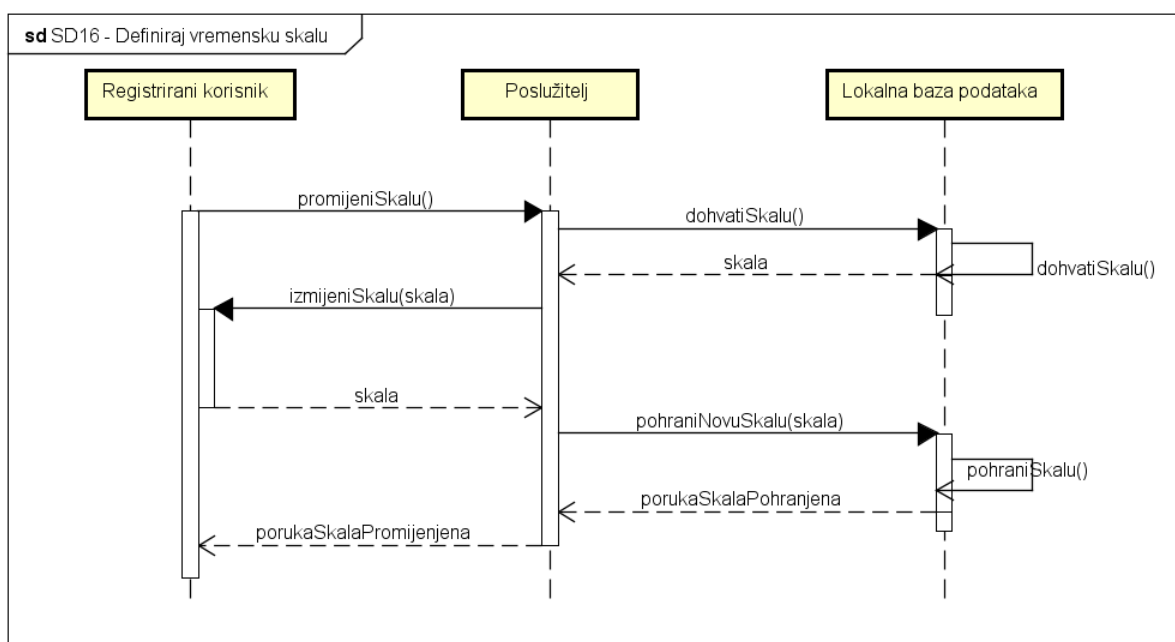 sd SD16 - Definiraj vremensku skalu
Registrirani korisnik
Poslužitelj
Lokalna baza podataka
promijeniSkalu()
dohvatiSkalu()
skala
dohvatiSkalu()
izmijeniSkalu(skala)
skala
pohraniNovuSkalu(skala)
pohraniSkalu()
porukaSkalaPohranjena
porukaSkalaPromijenjena